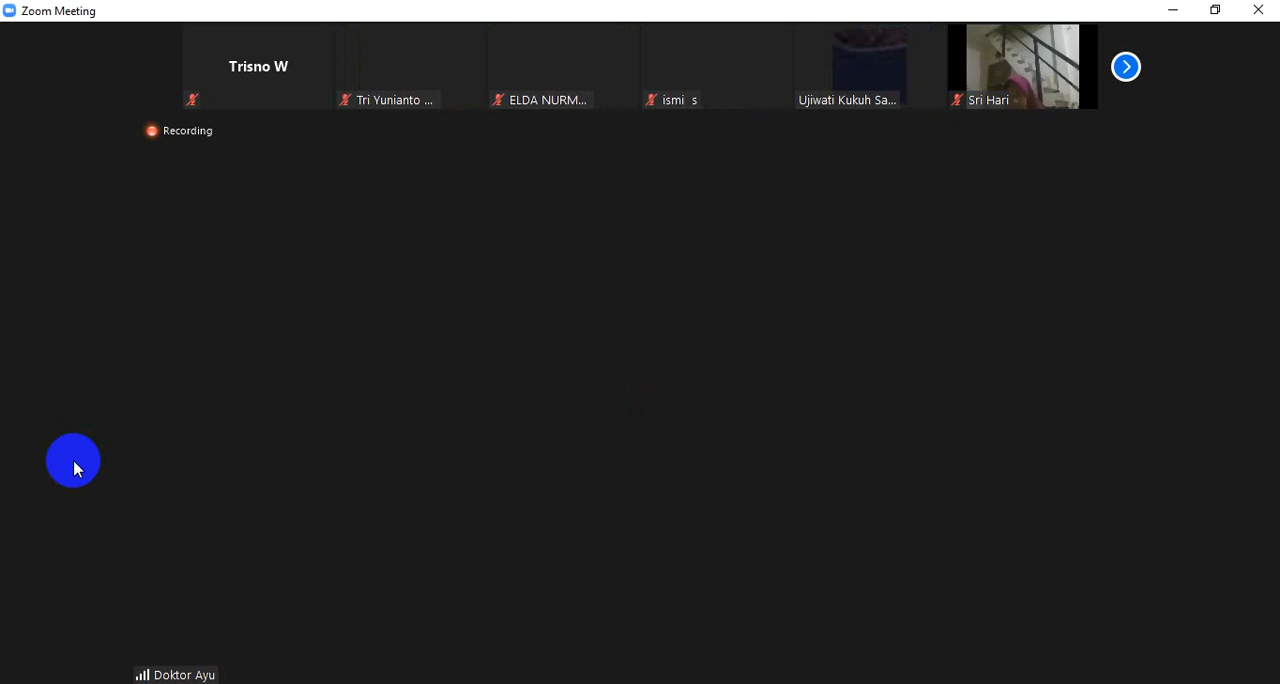 Zoom Meeting
Trisno W
Tri Yunianto ...
ELDA NURM...
ismi s
Ujiwati Kukuh Sa...
Sri Hari
Recording
Doktor Ayu